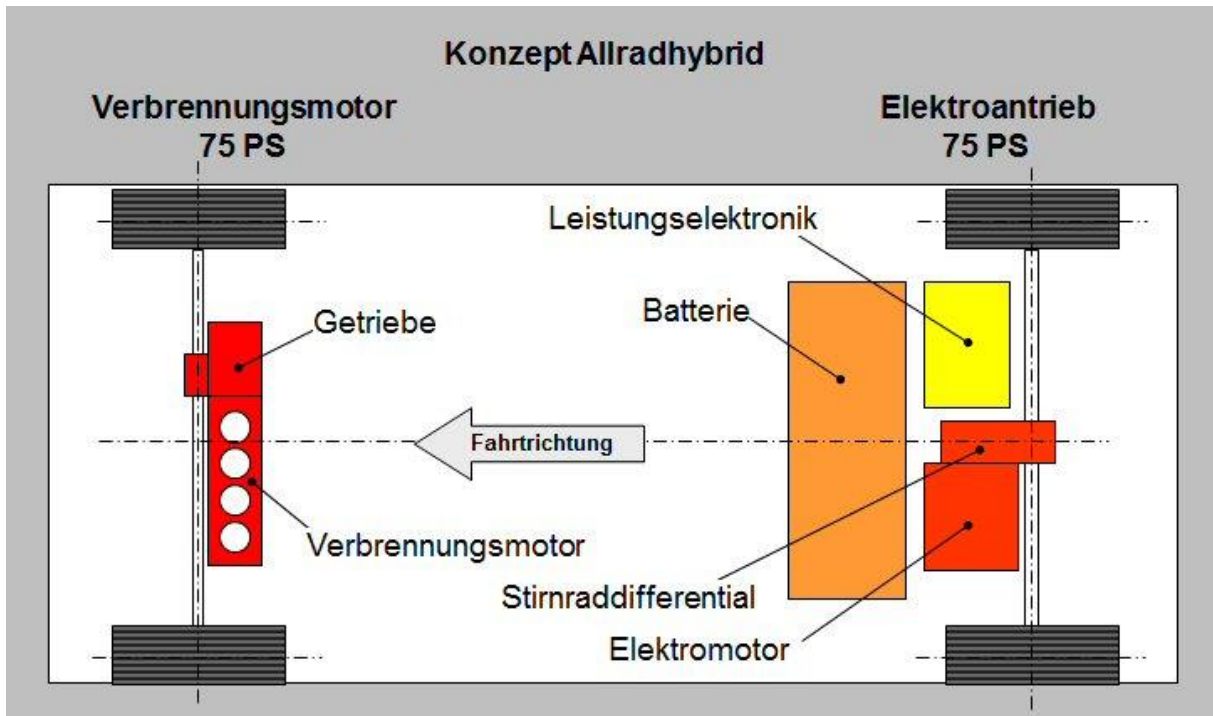 Konzept Allradhybrid
Verbrennungsmotor
75 PS
Elektroantrieb
75 PS
Leistungselektronik
Getriebe
Batterie
Fahrtrichtung
Verbrennungsmotor
Stirnraddifferential
Elektromotor